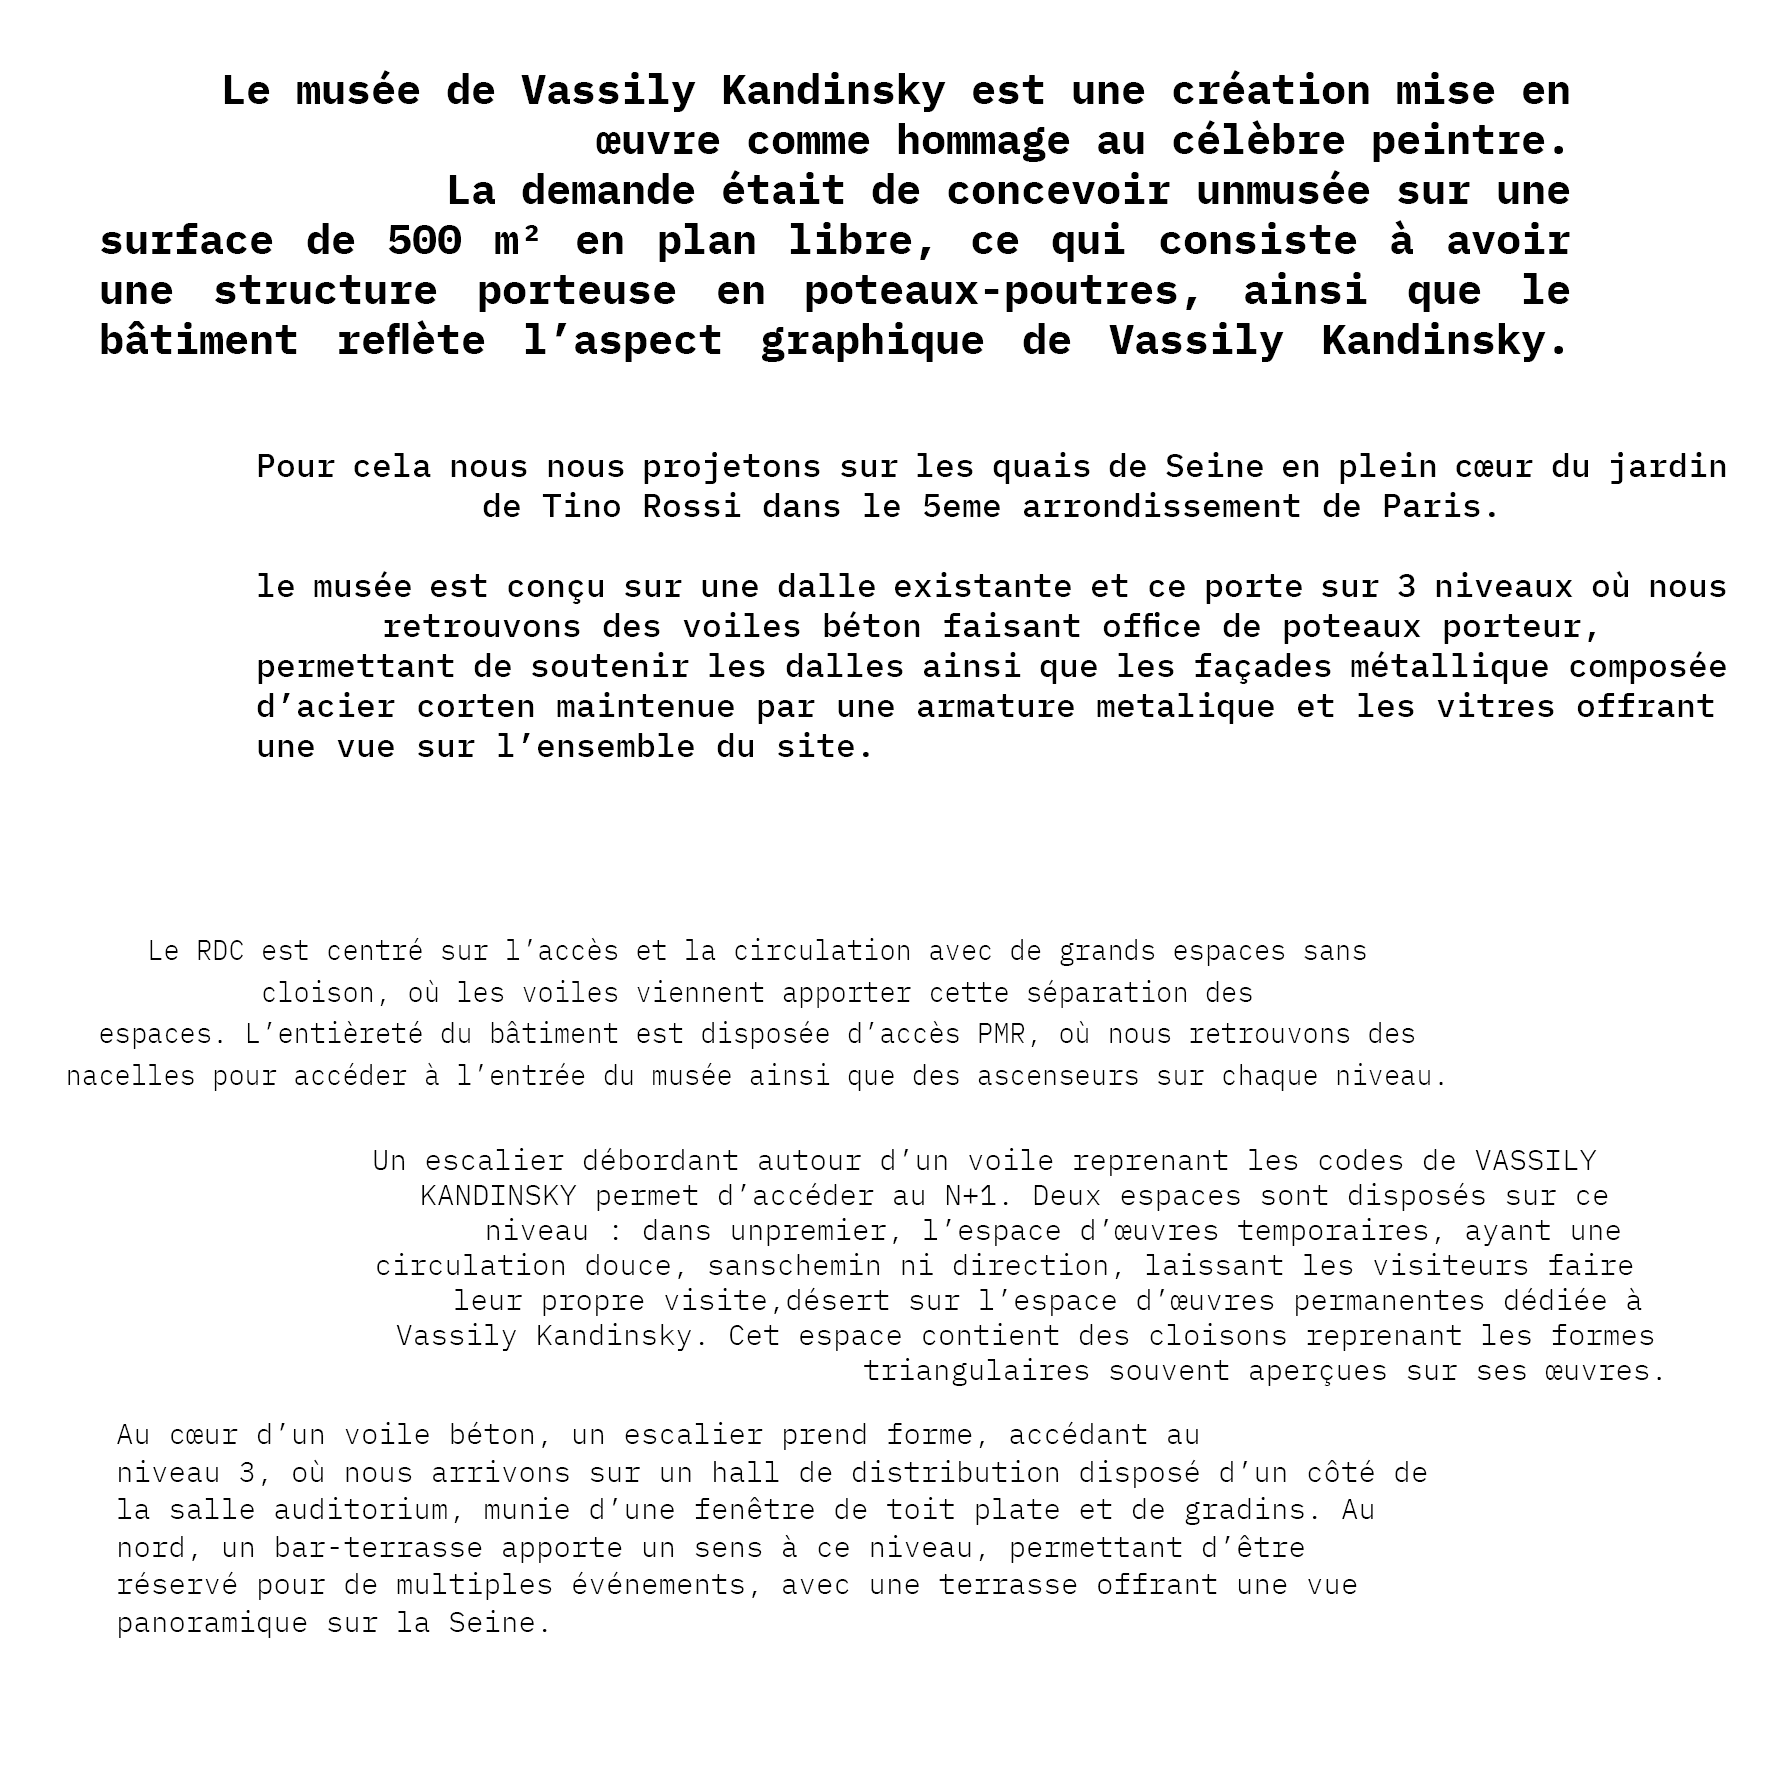 Le musée de Vassily Kandinsky est une création mise en
œuvre comme hommage au célèbre peintre.
La demande était de concevoir unmusée sur une
surface de 500 m² en plan libre, ce qui consiste à avoir
une structure porteuse en poteaux-poutres, ainsi que le
bâtiment reflète l’aspect graphique de Vassily Kandinsky.
Pour cela nous nous projetons sur les quais de Seine en plein cœur du jardin
de Tino Rossi dans le 5eme arrondissement de Paris.
le musée est conçu sur une dalle existante et ce porte sur 3 niveaux où nous
retrouvons des voiles béton faisant office de poteaux porteur,
permettant de soutenir les dalles ainsi que les façades métallique composée
d’acier corten maintenue par une armature metalique et les vitres offrant
une vue sur l’ensemble du site.
Le RDC est centré sur l’accès et la circulation avec de grands espaces sans
cloison, où les voiles viennent apporter cette séparation des
espaces. L’entièreté du bâtiment est disposée d’accès PMR, où nous retrouvons des
nacelles pour accéder à l’entrée du musée ainsi que des ascenseurs sur chaque niveau.
Un escalier débordant autour d’un voile reprenant les codes de VASSILY
KANDINSKY permet d’accéder au N+1. Deux espaces sont disposés sur ce
niveau : dans unpremier, l’espace d’œuvres temporaires, ayant une
circulation douce, sanschemin ni direction, laissant les visiteurs faire
leur propre visite,désert sur l’espace d’œuvres permanentes dédiée à
Vassily Kandinsky. Cet espace contient des cloisons reprenant les formes
triangulaires souvent aperçues sur ses œuvres.
Au cœur d’un voile béton, un escalier prend forme, accédant au
niveau 3, où nous arrivons sur un hall de distribution disposé d’un côté de
la salle auditorium, munie d’une fenêtre de toit plate et de gradins. Au
nord, un bar-terrasse apporte un sens à ce niveau, permettant d’être
réservé pour de multiples événements, avec une terrasse offrant une vue
panoramique sur la Seine.